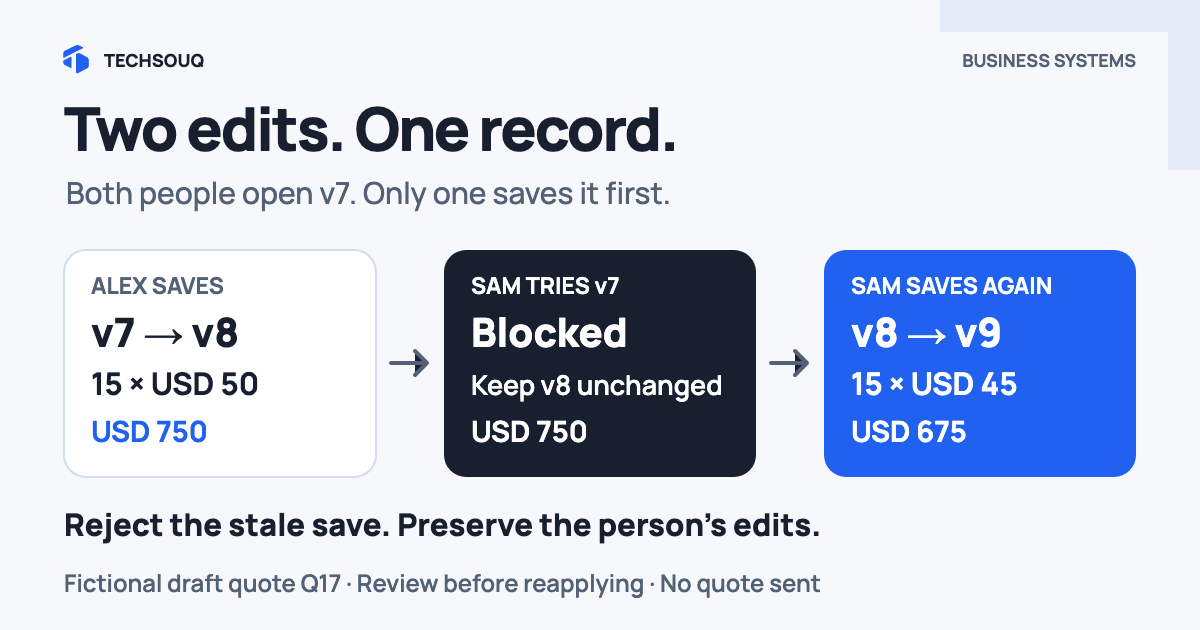 TECHSOUQ
BUSINESS SYSTEMS
Two edits. One record.
Both people open v7. Only one saves it first.
ALEX SAVES
v7 → v8
15 × USD 50
USD 750
SAM TRIES v7
Blocked
Keep v8 unchanged
USD 750
SAM SAVES AGAIN
v8 → v9
15 × USD 45
USD 675
Reject the stale save. Preserve the person’s edits.
Fictional draft quote Q17 · Review before reapplying · No quote sent